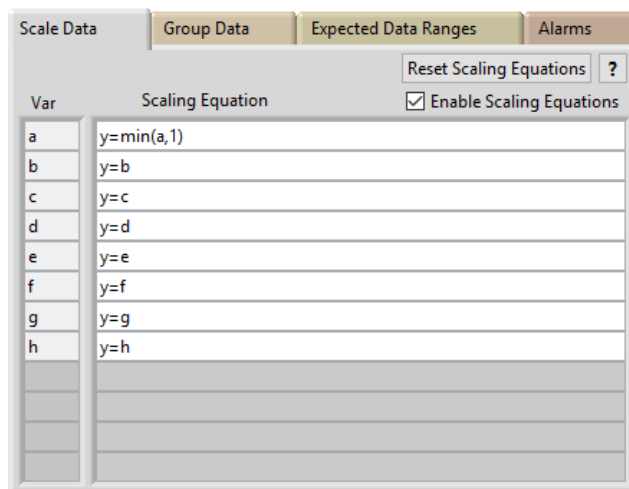 Scale Data Group Data Expected Data Ranges Alarms
Reset Scaling Equations ?
Var Scaling Equation Enable Scaling Equations
a y=min(a,1)
b y=b
c y=c
d y=d
e y=e
f y=f
g y=g
h y=h